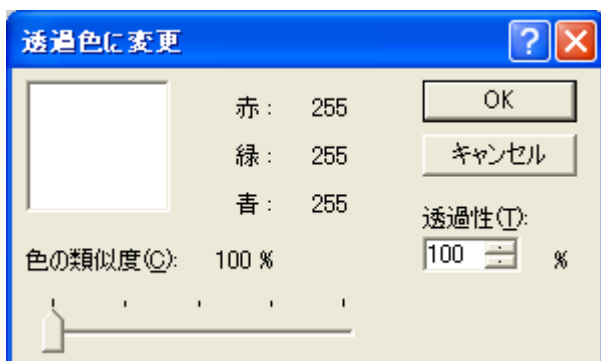 透過色に変更
赤： 255
緑： 255
青： 255
OK
キャンセル
透過性(T):
100 %
色の類似度(C): 100 %